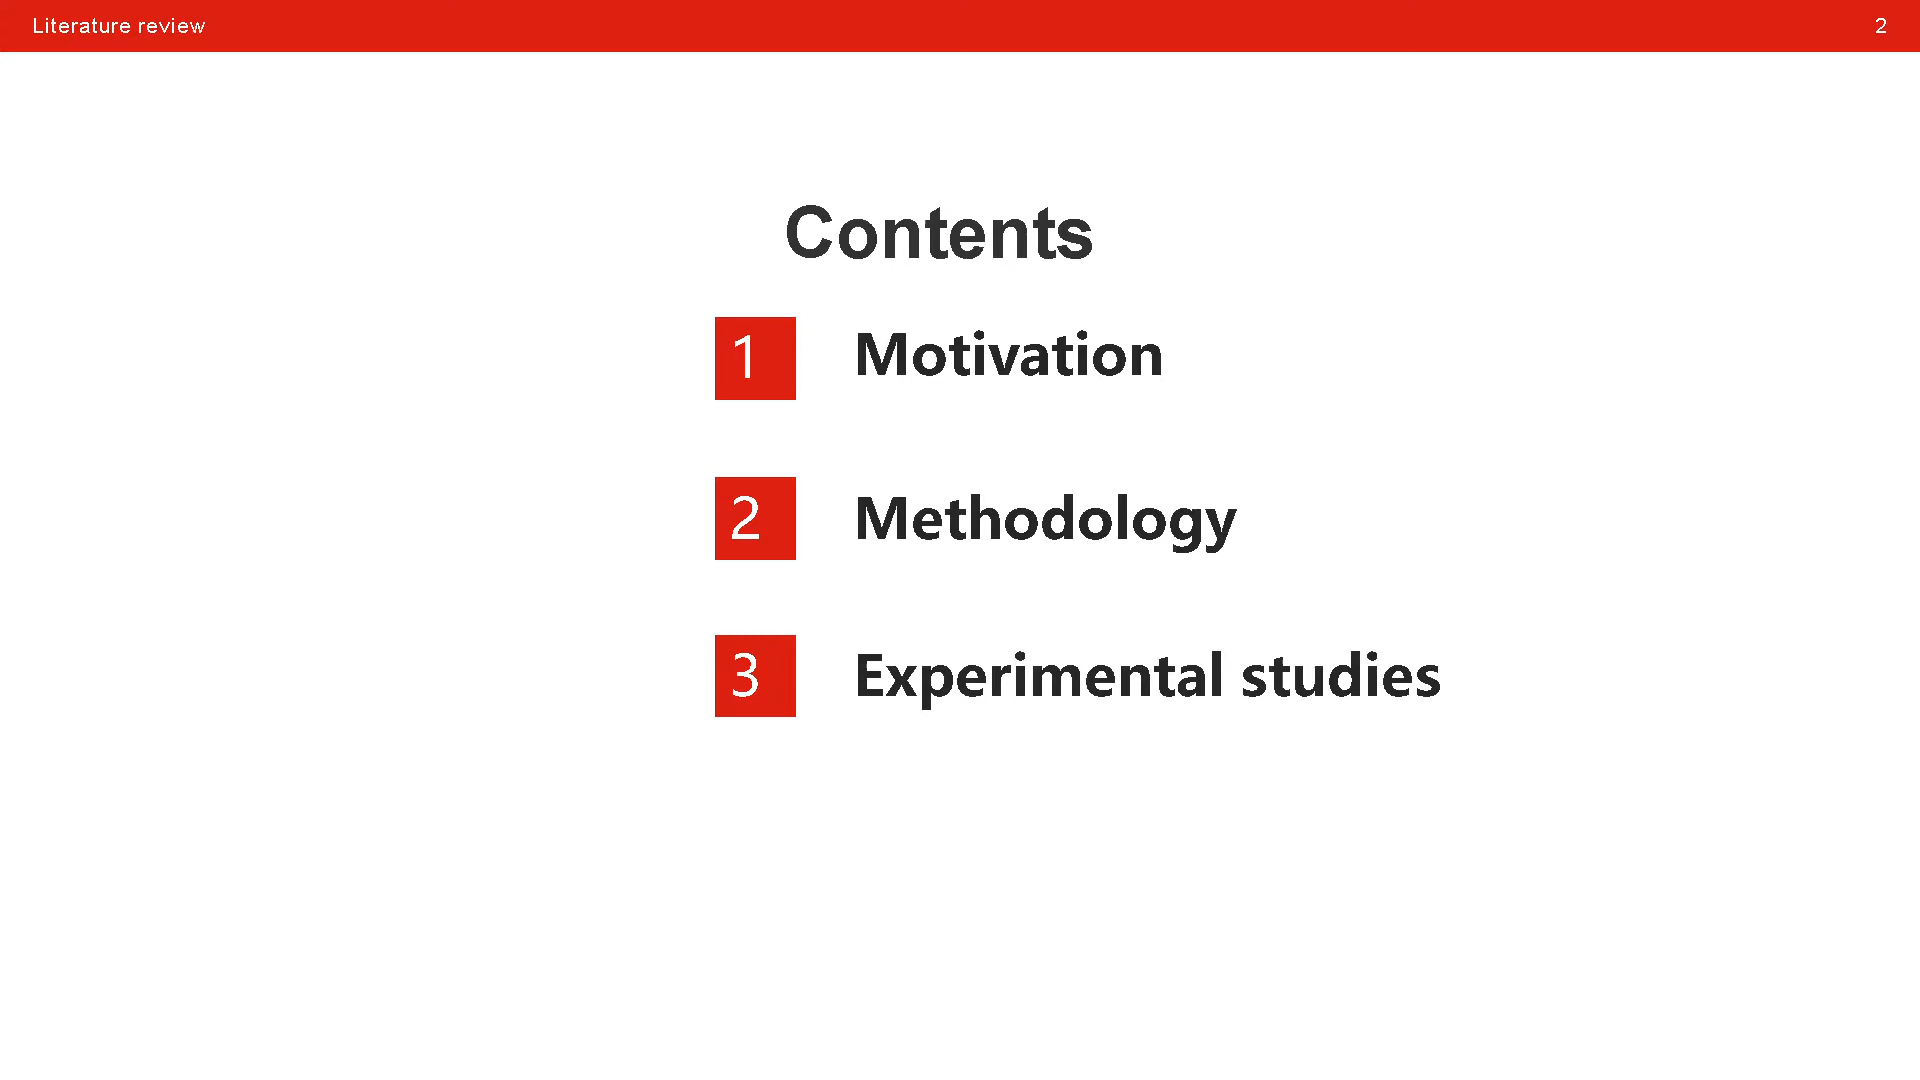 Literature review 2
Contents
1 Motivation
2 Methodology
3 Experimental studies